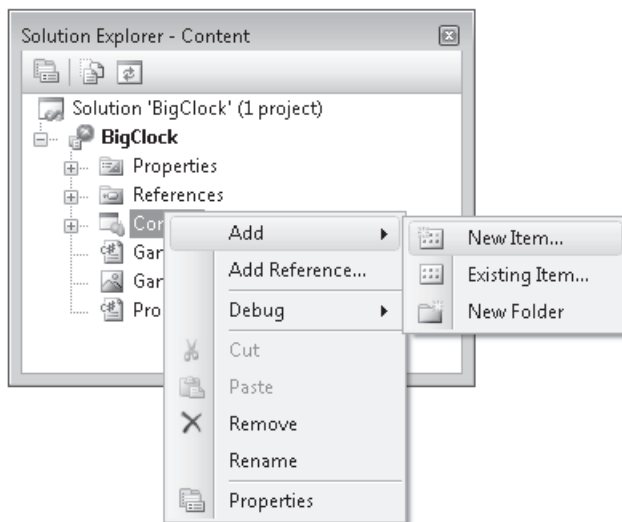 Solution Explorer - Content
Solution 'BigClock' (1 project)
BigClock
Properties
References
Add
New Item...
Add Reference...
Existing Item...
Debug
New Folder
Cut
Paste
Remove
Rename
Properties